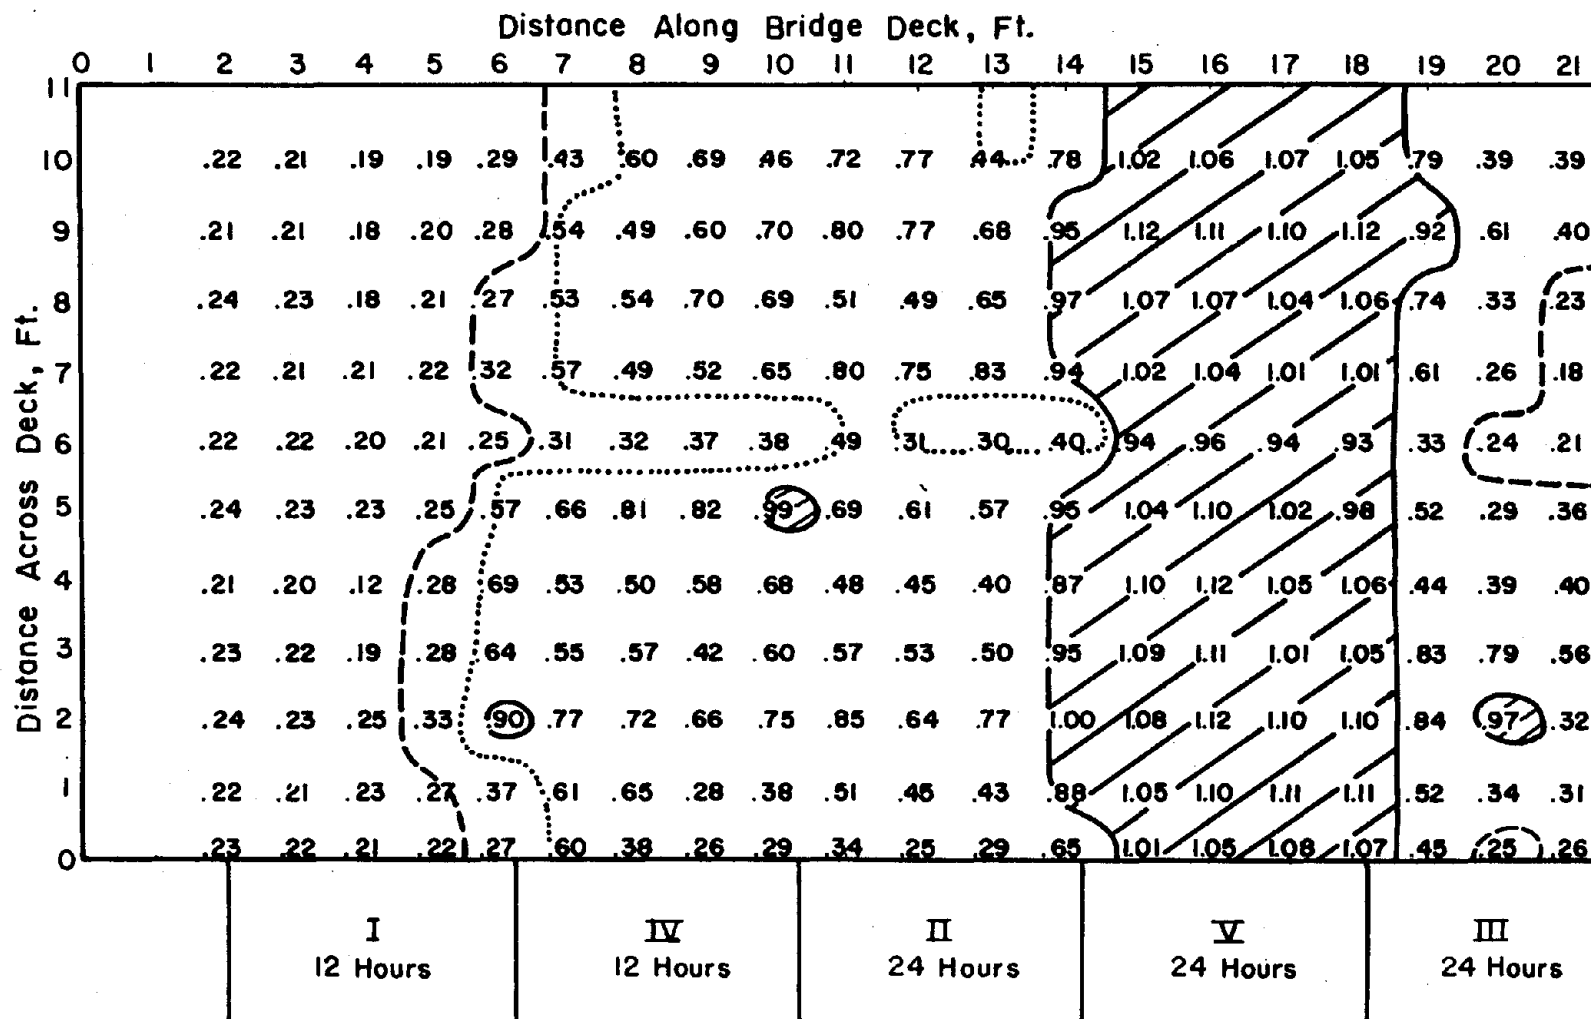 Distance Along Bridge Deck, Ft.
0 1 2 3 4 5 6 7 8 9 10 11 12 13 14 15 16 17 18 19 20 21
Distance Across Deck, Ft.
11
10 .22 .21 .19 .19 .29 .43 .60 .69 .46 .72 .77 .44 .78 1.02 1.06 1.07 1.05 .79 .39 .39
9 .21 .21 .18 .20 .28 .54 .49 .60 .70 .80 .77 .68 .95 1.12 1.11 1.10 1.12 .92 .61 .40
8 .24 .23 .18 .21 .27 .53 .54 .70 .69 .51 .49 .65 .97 1.07 1.07 1.04 1.06 .74 .33 .23
7 .22 .21 .21 .22 .32 .57 .49 .52 .65 .80 .75 .83 .94 1.02 1.04 1.01 1.01 .61 .26 .18
6 .22 .22 .20 .21 .25 .31 .32 .37 .38 .49 .31 .30 .40 .94 .96 .94 .93 .33 .24 .21
5 .24 .23 .23 .25 .57 .66 .81 .82 .99 .69 .61 .57 .95 1.04 1.10 1.02 .98 .52 .29 .36
4 .21 .20 .12 .28 .69 .53 .50 .58 .68 .48 .45 .40 .87 1.10 1.12 1.05 1.06 .44 .39 .40
3 .23 .22 .19 .28 .64 .55 .57 .42 .60 .57 .53 .50 .95 1.09 1.11 1.01 1.05 .83 .79 .56
2 .24 .23 .25 .33 .90 .77 .72 .66 .75 .85 .64 .77 1.00 1.08 1.12 1.10 1.10 .84 .97 .32
1 .22 .21 .23 .27 .37 .61 .65 .28 .38 .51 .45 .43 .88 1.05 1.10 1.11 1.11 .52 .34 .31
0 .23 .22 .21 .22 .27 .60 .38 .26 .29 .34 .25 .29 .65 1.01 1.05 1.08 1.07 .45 .25 .26
I IV II V III
12 Hours 12 Hours 24 Hours 24 Hours 24 Hours